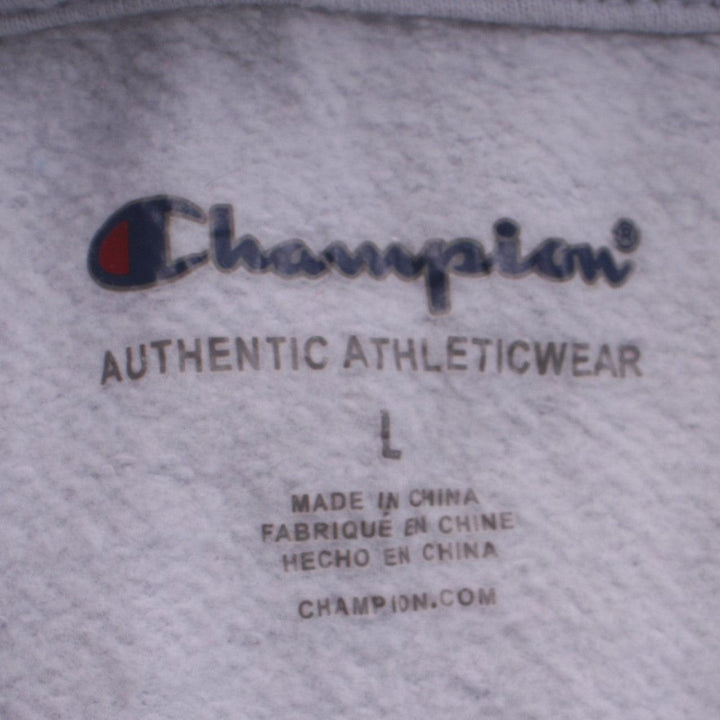 Champion®
AUTHENTIC ATHLETICWEAR
L
MADE IN CHINA
FABRIQUÉ EN CHINE
HECHO EN CHINA
CHAMPION.COM